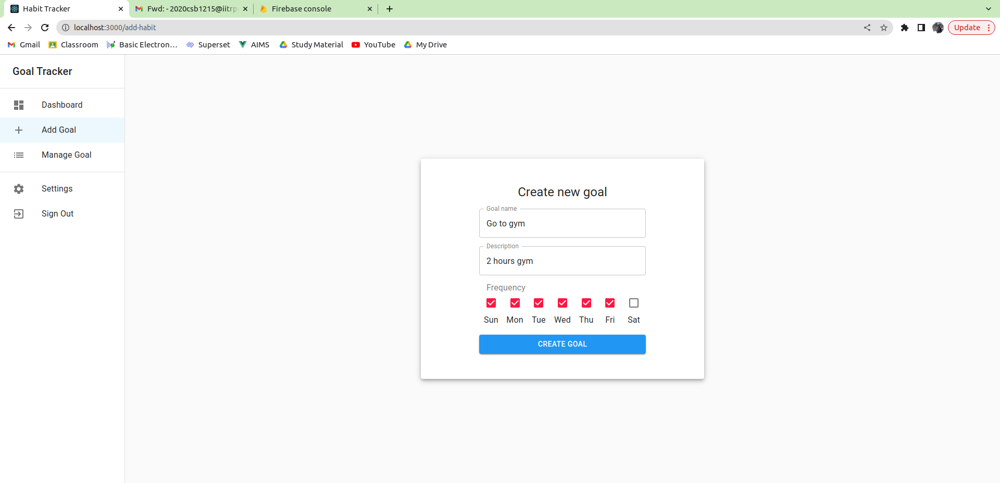 Habit Tracker
Fwd: - 2020csb1215@iitrp
Firebase console
localhost:3000/add-habit
Update
Gmail
Classroom
Basic Electron…
Superset
AIMS
Study Material
YouTube
My Drive
Goal Tracker
Dashboard
Add Goal
Manage Goal
Settings
Sign Out
Create new goal
Goal name
Go to gym
Description
2 hours gym
Frequency
Sun Mon Tue Wed Thu Fri Sat
CREATE GOAL